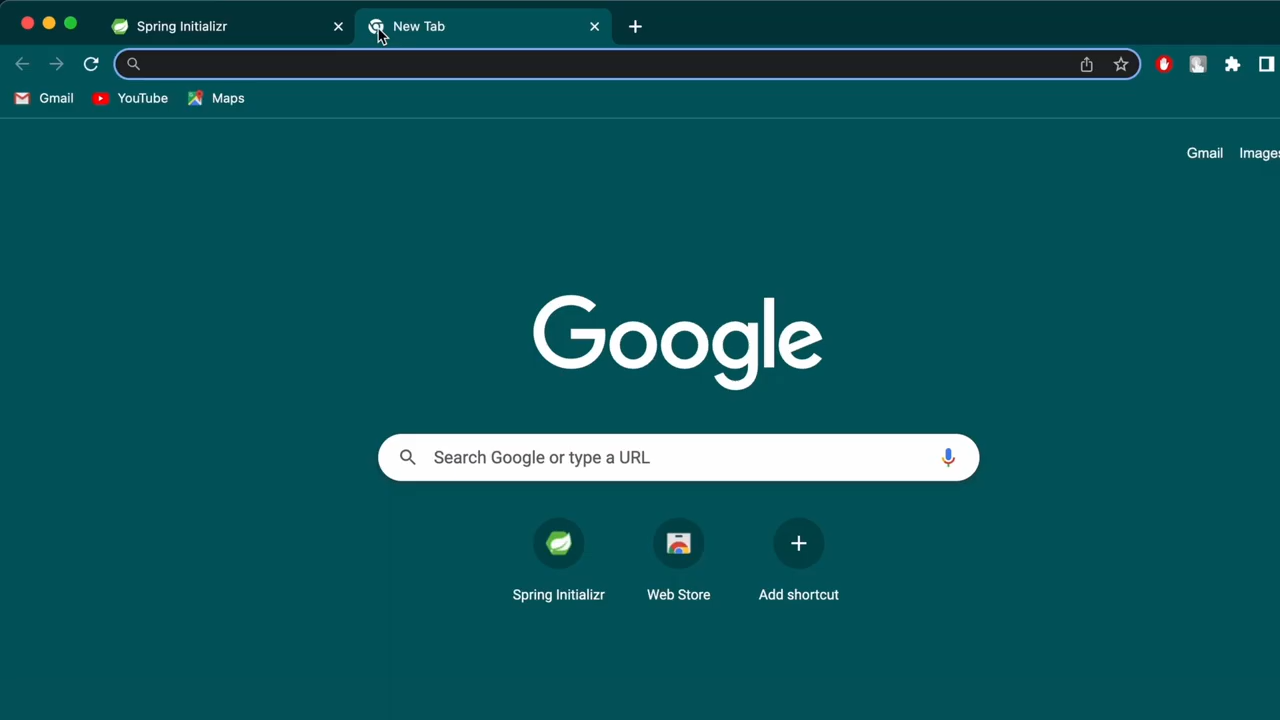 Spring Initializr
New Tab
Gmail
YouTube
Maps
Gmail
Images
Google
Search Google or type a URL
Spring Initializr
Web Store
Add shortcut